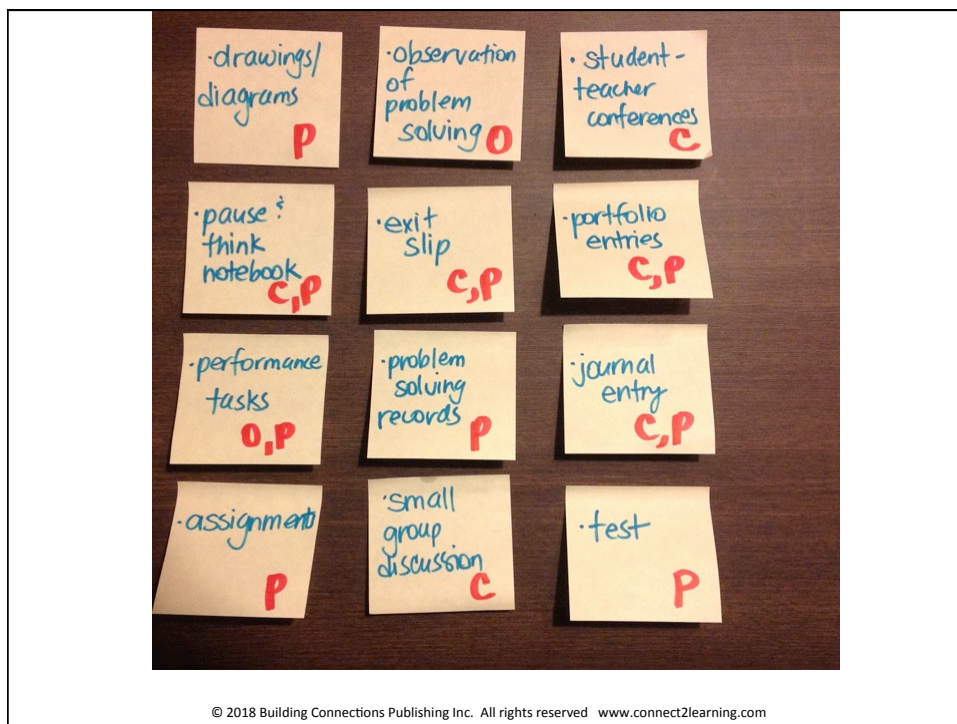 ·drawings/
diagrams
P
·observation
of
problem
solving O
· student-
teacher
conferences
C
·pause &
think
notebook
C,P
·exit
slip
C,P
·portfolio
entries
C,P
·performance
tasks
O,P
·problem
solving
records P
·journal
entry
C,P
·assignments
P
·small
group
discussion
C
·test
P
© 2018 Building Connections Publishing Inc. All rights reserved www.connect2learning.com